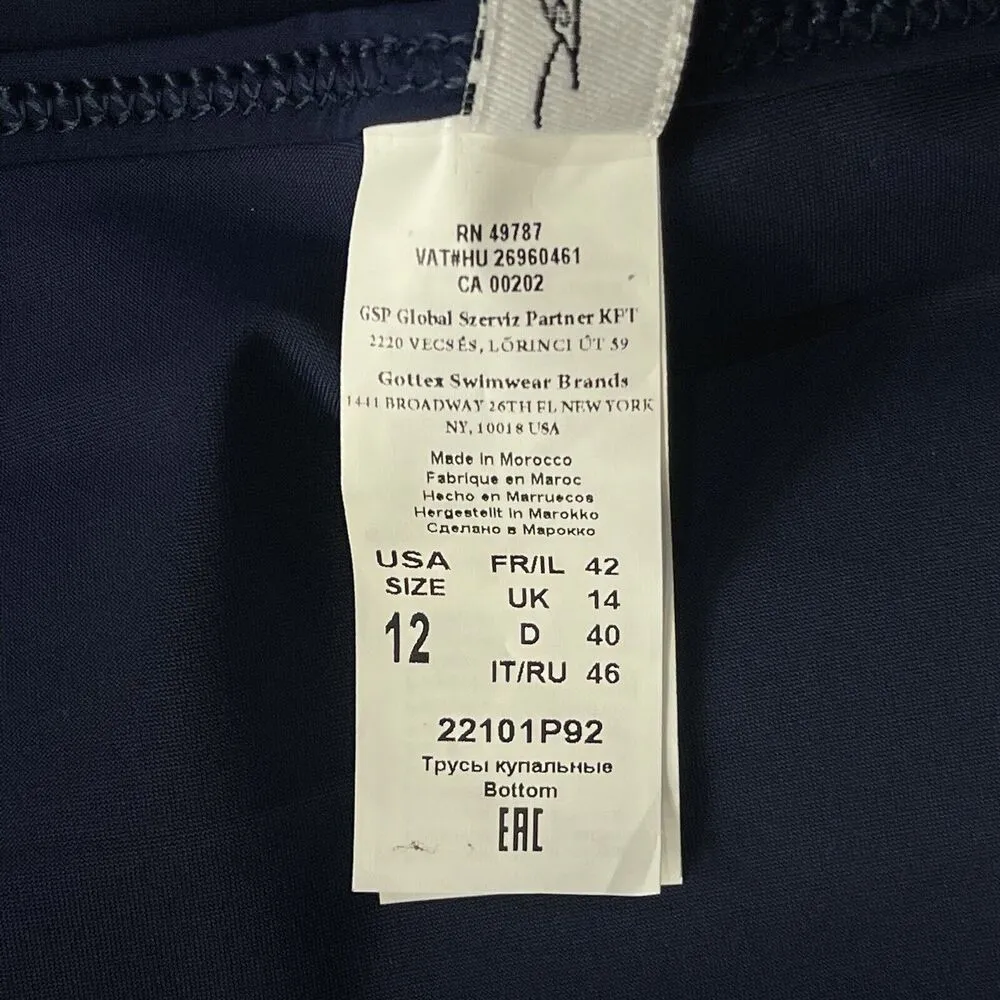 RN 49787
VAT#HU 26960461
CA 00202
GSP Global Szerviz Partner KFT
2220 VECSÉS, LŐRINCI ÚT 59
Gottex Swimwear Brands
1441 BROADWAY 26TH FL NEW YORK
NY, 10018 USA
Made in Morocco
Fabrique en Maroc
Hecho en Marruecos
Hergestellt in Marokko
Сделано в Марокко
USA SIZE 12
FR/IL 42
UK 14
D 40
IT/RU 46
22101P92
Трусы купальные
Bottom
EAC